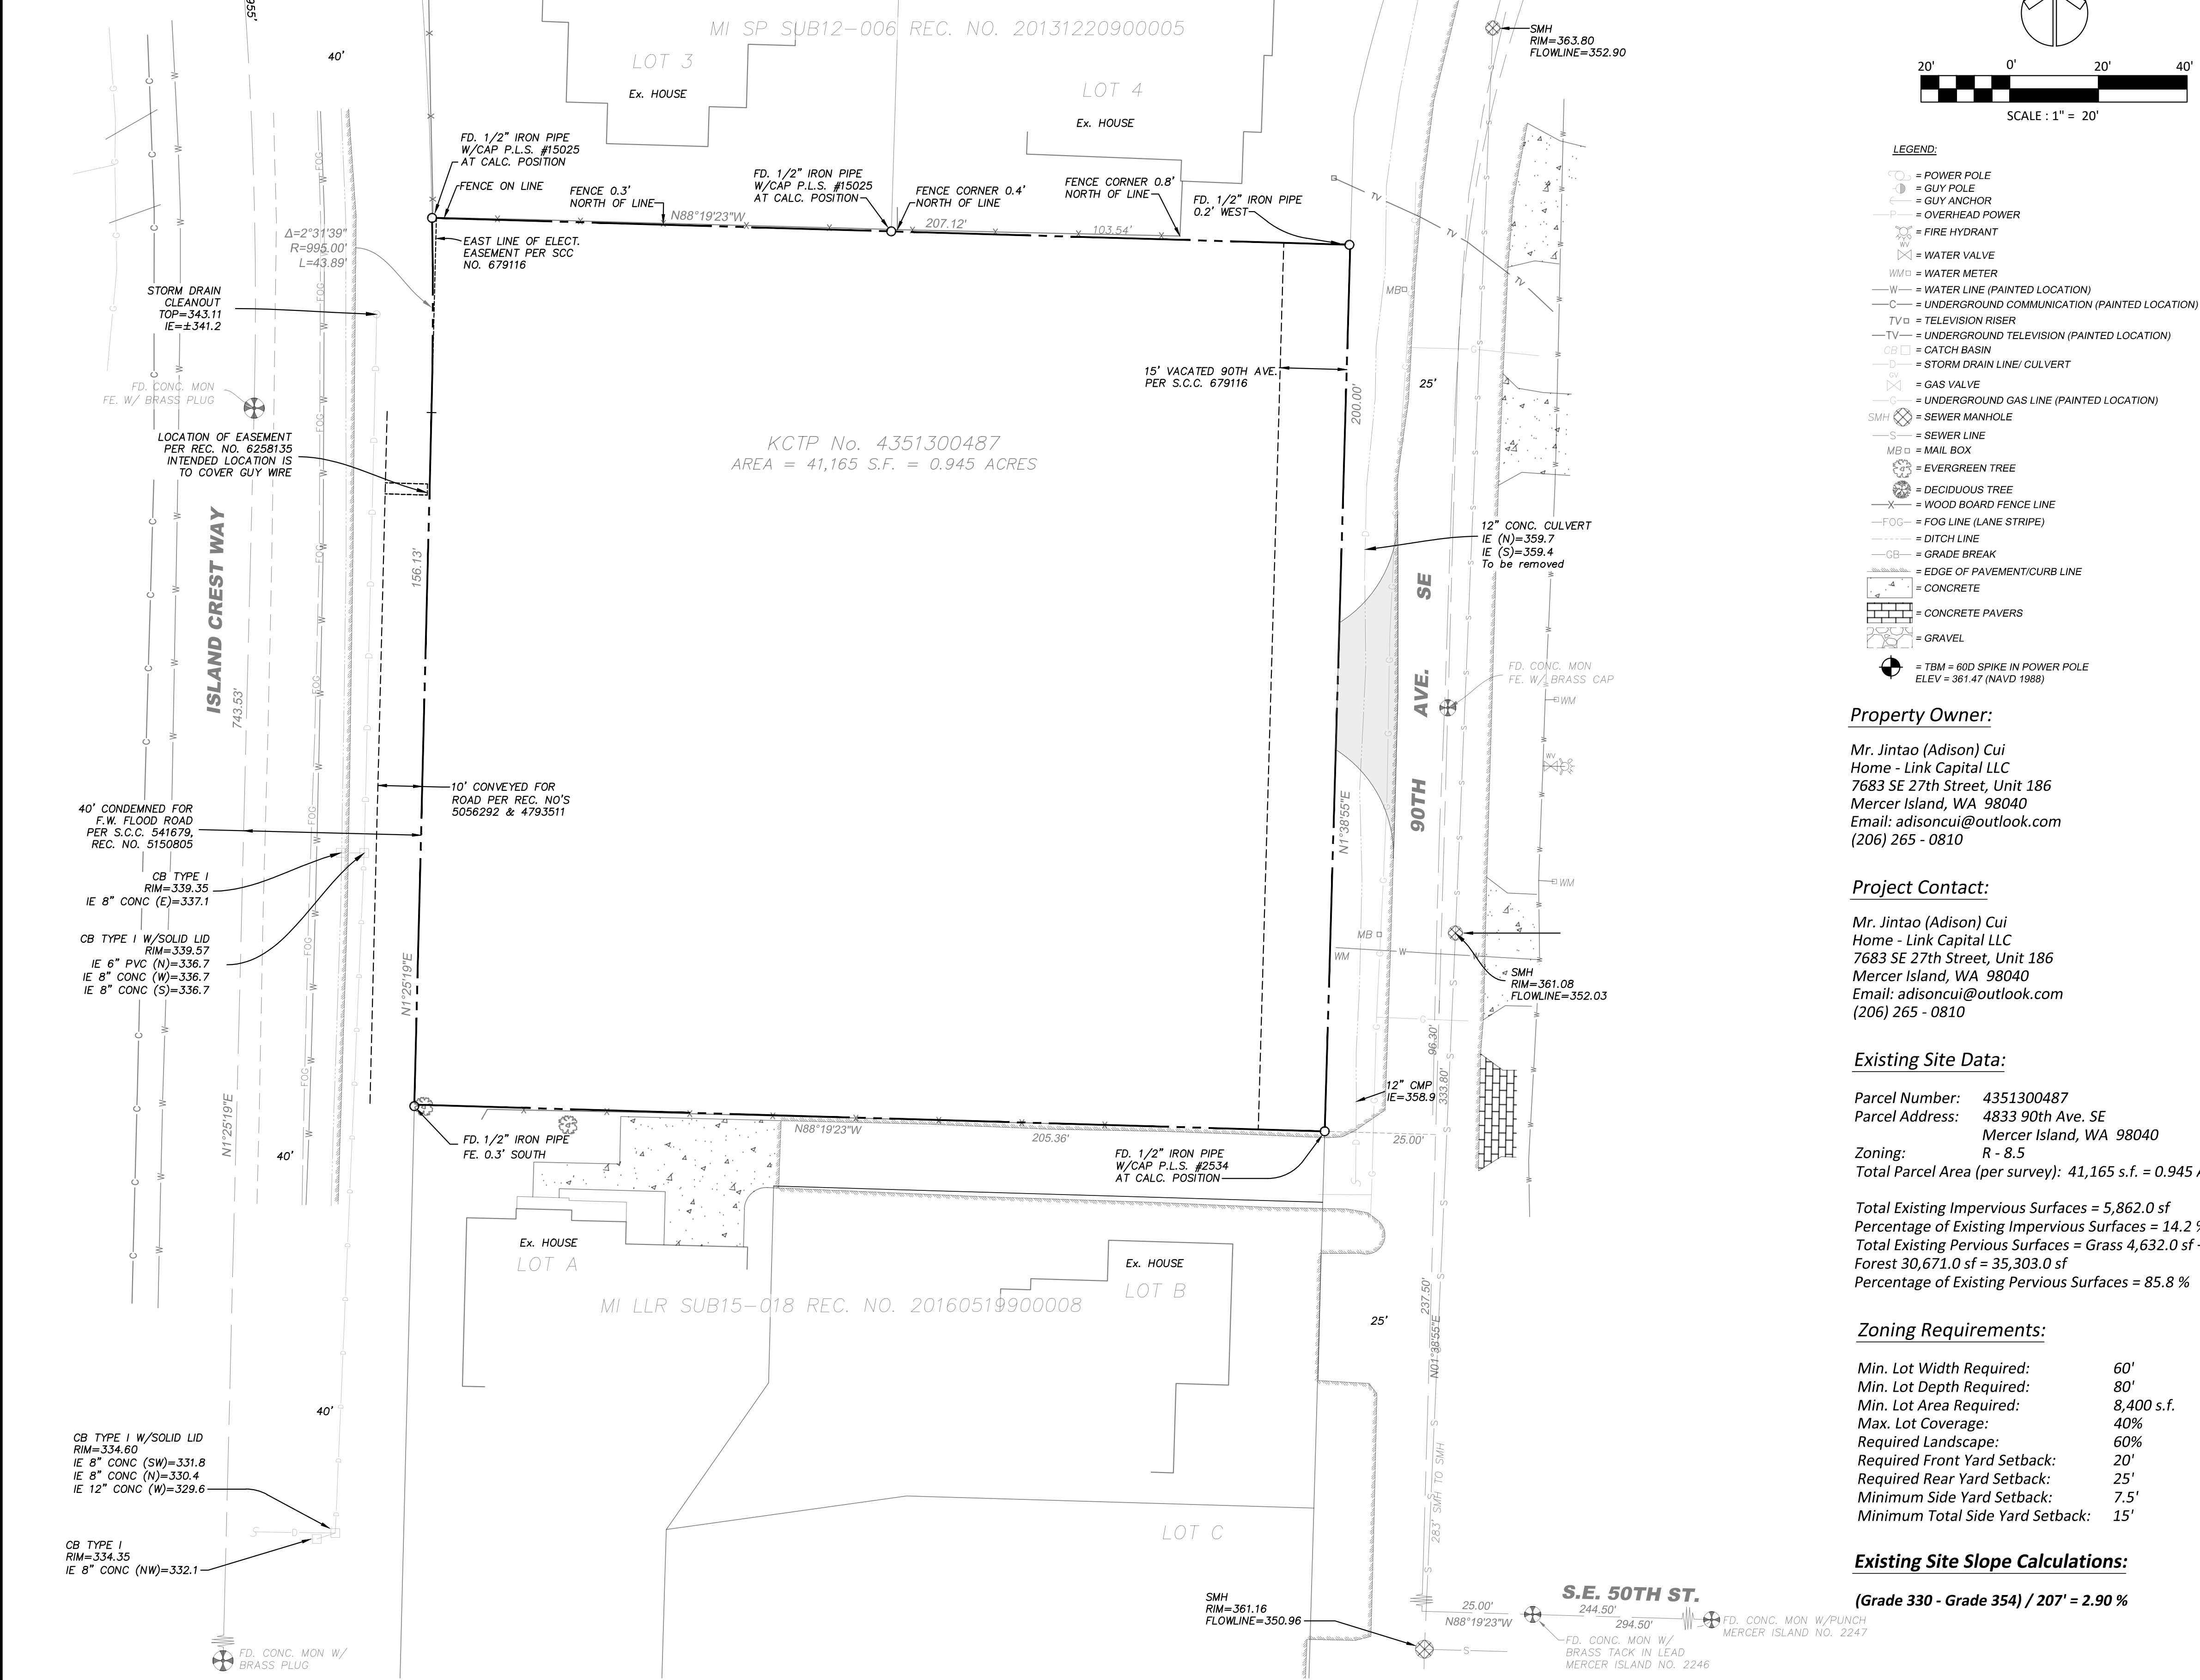 955'
40'
MI SP SUB12-006 REC. NO. 20131220900005
LOT 3
Ex. HOUSE
LOT 4
Ex. HOUSE
SMH
RIM=363.80
FLOWLINE=352.90
FD. 1/2" IRON PIPE
W/CAP P.L.S. #15025
AT CALC. POSITION
FENCE ON LINE
FENCE 0.3'
NORTH OF LINE
FD. 1/2" IRON PIPE
W/CAP P.L.S. #15025
AT CALC. POSITION
FENCE CORNER 0.4'
NORTH OF LINE
FENCE CORNER 0.8'
NORTH OF LINE
FD. 1/2" IRON PIPE
0.2' WEST
N88°19'23"W
207.12'
103.54'
Δ=2°31'39"
R=995.00'
L=43.89'
EAST LINE OF ELECT.
EASEMENT PER SCC
NO. 679116
STORM DRAIN
CLEANOUT
TOP=343.11
IE=±341.2
FD. CONC. MON
FE. W/ BRASS PLUG
LOCATION OF EASEMENT
PER REC. NO. 6258135
INTENDED LOCATION IS
TO COVER GUY WIRE
KCTP No. 4351300487
AREA = 41,165 S.F. = 0.945 ACRES
15' VACATED 90TH AVE.
PER S.C.C. 679116
MB
25'
200.00'
12" CONC. CULVERT
IE (N)=359.7
IE (S)=359.4
To be removed
ISLAND CREST WAY
743.53'
156.13'
90TH AVE. SE
FD. CONC. MON
FE. W/ BRASS CAP
WM
WV
N1°38'55"E
10' CONVEYED FOR
ROAD PER REC. NO'S
5056292 & 4793511
40' CONDEMNED FOR
F.W. FLOOD ROAD
PER S.C.C. 541679,
REC. NO. 5150805
CB TYPE I
RIM=339.35
IE 8" CONC (E)=337.1
CB TYPE I W/SOLID LID
RIM=339.57
IE 6" PVC (N)=336.7
IE 8" CONC (W)=336.7
IE 8" CONC (S)=336.7
N1°25'19"E
WM
MB
WM
SMH
RIM=361.08
FLOWLINE=352.03
96.30'
333.80'
12" CMP
IE=358.9
N1°25'19"E
40'
FD. 1/2" IRON PIPE
FE. 0.3' SOUTH
N88°19'23"W
205.36'
25.00'
FD. 1/2" IRON PIPE
W/CAP P.L.S. #2534
AT CALC. POSITION
Ex. HOUSE
LOT A
Ex. HOUSE
LOT B
MI LLR SUB15-018 REC. NO. 20160519900008
25'
237.50'
N01°38'55"E
40'
CB TYPE I W/SOLID LID
RIM=334.60
IE 8" CONC (SW)=331.8
IE 8" CONC (N)=330.4
IE 12" CONC (W)=329.6
CB TYPE I
RIM=334.35
IE 8" CONC (NW)=332.1
LOT C
283' SMH TO SMH
SMH
RIM=361.16
FLOWLINE=350.96
S.E. 50TH ST.
25.00'
N88°19'23"W
244.50'
294.50'
FD. CONC. MON W/PUNCH
MERCER ISLAND NO. 2247
FD. CONC. MON W/
BRASS TACK IN LEAD
MERCER ISLAND NO. 2246
FD. CONC. MON W/
BRASS PLUG
20' 0' 20' 40'
SCALE : 1" = 20'
LEGEND:
= POWER POLE
= GUY POLE
= GUY ANCHOR
P = OVERHEAD POWER
= FIRE HYDRANT
WV = WATER VALVE
WM = WATER METER
W = WATER LINE (PAINTED LOCATION)
C = UNDERGROUND COMMUNICATION (PAINTED LOCATION)
TV = TELEVISION RISER
TV = UNDERGROUND TELEVISION (PAINTED LOCATION)
CB = CATCH BASIN
D = STORM DRAIN LINE/ CULVERT
GV = GAS VALVE
G = UNDERGROUND GAS LINE (PAINTED LOCATION)
SMH = SEWER MANHOLE
S = SEWER LINE
MB = MAIL BOX
= EVERGREEN TREE
= DECIDUOUS TREE
X = WOOD BOARD FENCE LINE
FOG = FOG LINE (LANE STRIPE)
= DITCH LINE
GB = GRADE BREAK
= EDGE OF PAVEMENT/CURB LINE
= CONCRETE
= CONCRETE PAVERS
= GRAVEL
= TBM = 60D SPIKE IN POWER POLE
ELEV = 361.47 (NAVD 1988)
Property Owner:
Mr. Jintao (Adison) Cui
Home - Link Capital LLC
7683 SE 27th Street, Unit 186
Mercer Island, WA 98040
Email: adisoncui@outlook.com
(206) 265 - 0810
Project Contact:
Mr. Jintao (Adison) Cui
Home - Link Capital LLC
7683 SE 27th Street, Unit 186
Mercer Island, WA 98040
Email: adisoncui@outlook.com
(206) 265 - 0810
Existing Site Data:
Parcel Number: 4351300487
Parcel Address: 4833 90th Ave. SE
Mercer Island, WA 98040
Zoning: R - 8.5
Total Parcel Area (per survey): 41,165 s.f. = 0.945 A
Total Existing Impervious Surfaces = 5,862.0 sf
Percentage of Existing Impervious Surfaces = 14.2 %
Total Existing Pervious Surfaces = Grass 4,632.0 sf -
Forest 30,671.0 sf = 35,303.0 sf
Percentage of Existing Pervious Surfaces = 85.8 %
Zoning Requirements:
Min. Lot Width Required: 60'
Min. Lot Depth Required: 80'
Min. Lot Area Required: 8,400 s.f.
Max. Lot Coverage: 40%
Required Landscape: 60%
Required Front Yard Setback: 20'
Required Rear Yard Setback: 25'
Minimum Side Yard Setback: 7.5'
Minimum Total Side Yard Setback: 15'
Existing Site Slope Calculations:
(Grade 330 - Grade 354) / 207' = 2.90 %